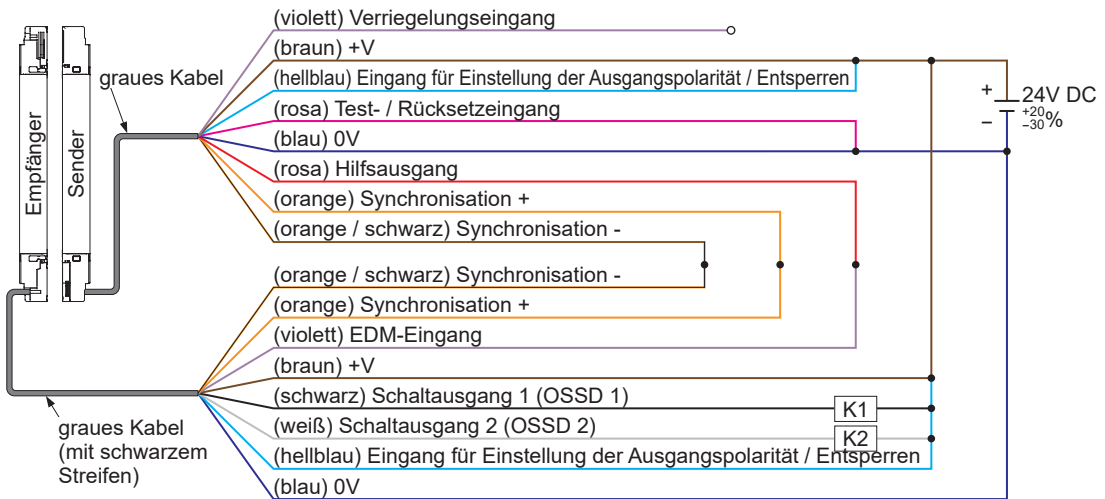 (violett) Verriegelungseingang
(braun) +V
(hellblau) Eingang für Einstellung der Ausgangspolarität / Entsperren
(rosa) Test- / Rücksetzeingang
(blau) 0V
(rosa) Hilfsausgang
(orange) Synchronisation +
(orange / schwarz) Synchronisation -
(orange / schwarz) Synchronisation -
(orange) Synchronisation +
(violett) EDM-Eingang
(braun) +V
(schwarz) Schaltausgang 1 (OSSD 1)
(weiß) Schaltausgang 2 (OSSD 2)
(hellblau) Eingang für Einstellung der Ausgangspolarität / Entsperren
(blau) 0V
graues Kabel
Empfänger
Sender
graues Kabel
(mit schwarzem
Streifen)
K1
K2
+
24V DC
+20
−30%
−